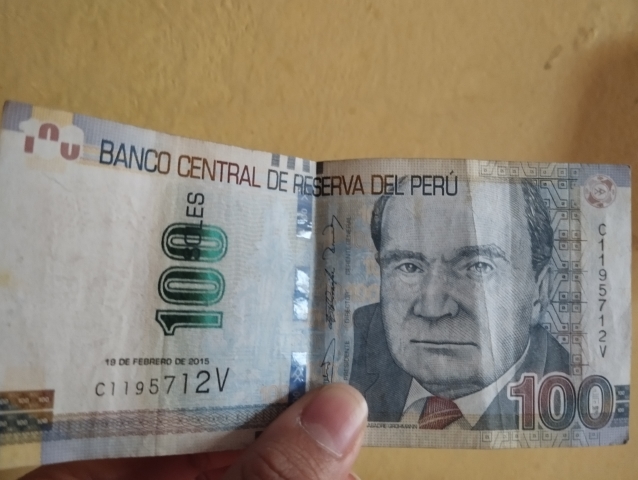 BANCO CENTRAL DE RESERVA DEL PERÚ
100
SOLES
19 DE FEBRERO DE 2015
C1195712V
C1195712V
100